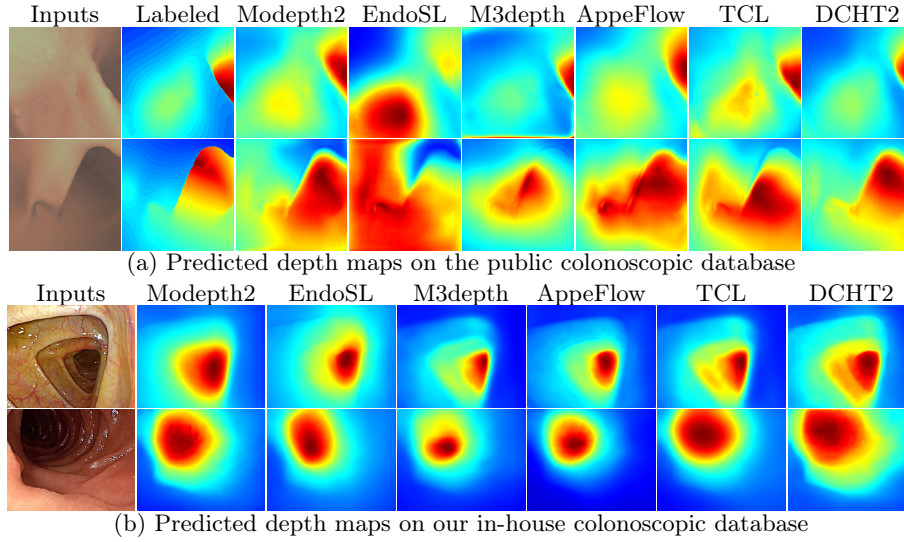 Inputs Labeled Modepth2 EndoSL M3depth AppeFlow TCL DCHT2
(a) Predicted depth maps on the public colonoscopic database
Inputs Modepth2 EndoSL M3depth AppeFlow TCL DCHT2
(b) Predicted depth maps on our in-house colonoscopic database